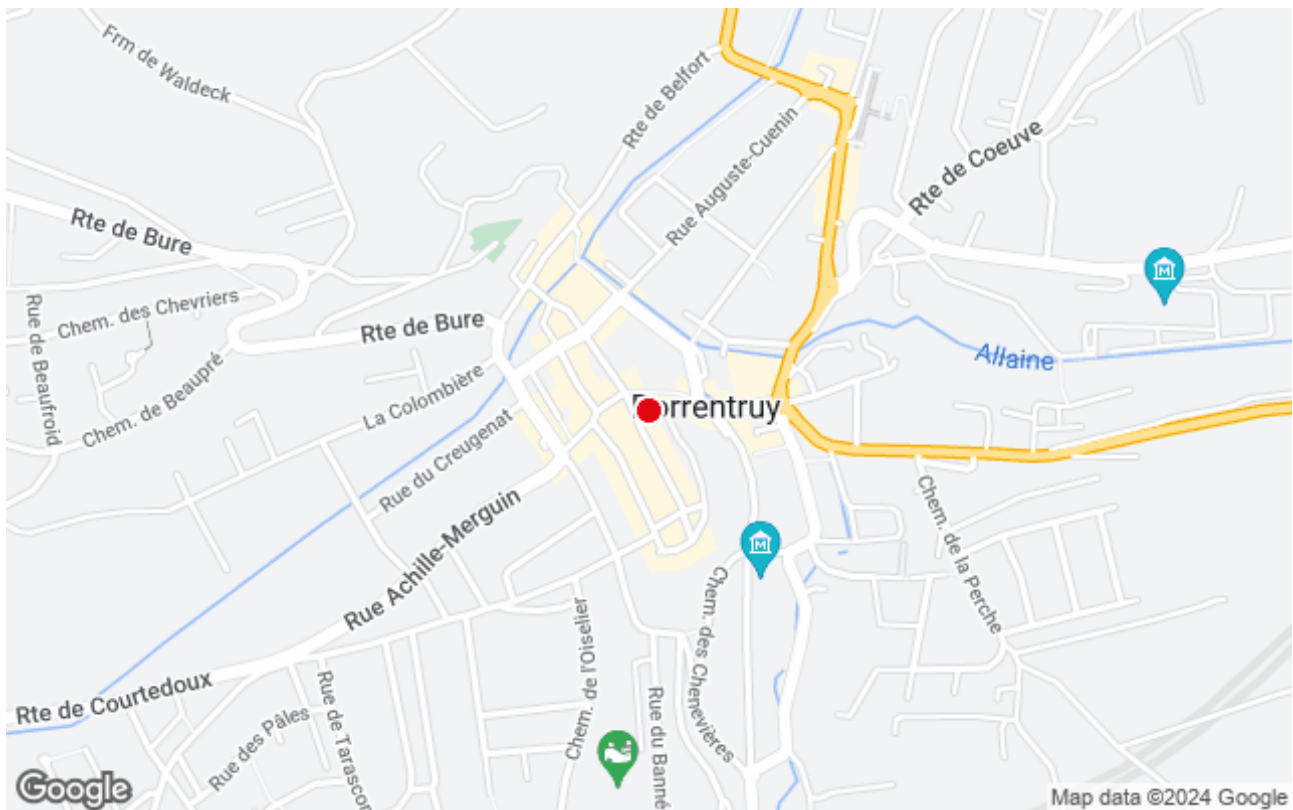 Frm de Waldeck
Rte de Belfort
Rue Auguste-Cuenin
Rte de Coeuve
Rte de Bure
M
Chem. des Chevriers
Rue de Beaufroid
Rte de Bure
Allaine
Chem. de Beaupré
La Colombière
Porrentruy
Rue du Creugenat
Rue Achille-Merguin
Chem. de la Perche
M
Chem. de l'Oiselier
Chem. des Chenevières
Rte de Courtedoux
Rue des Pâles
Rue de Tarascon
Rue du Banné
Google
Map data ©2024 Google